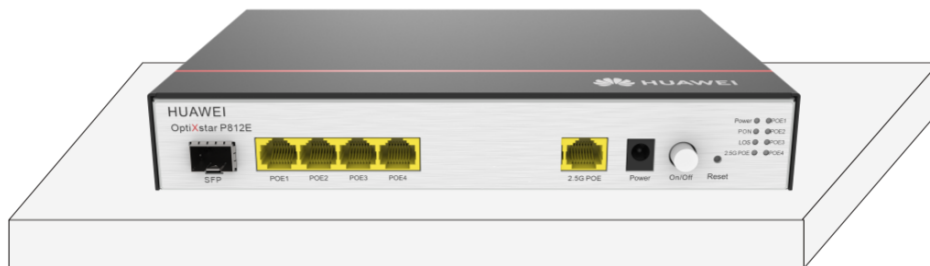 HUAWEI
HUAWEI
OptiXstar P812E
SFP
POE1 POE2 POE3 POE4
2.5G POE
Power
On/Off
Reset
Power POE1
PON POE2
LOS POE3
2.5G POE POE4